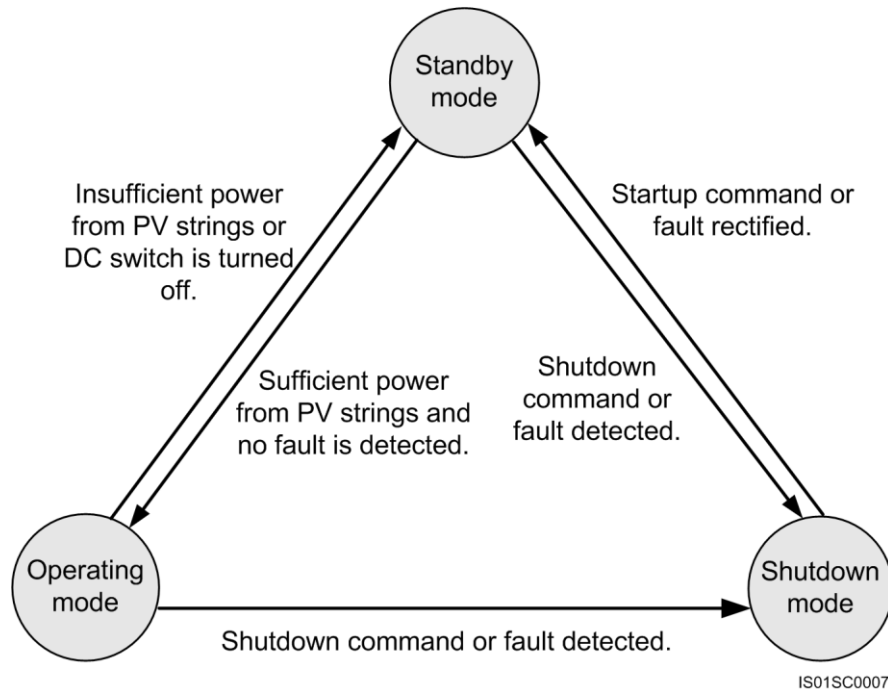 Standby
mode
Insufficient power
from PV strings or
DC switch is turned
off.
Startup command or
fault rectified.
Sufficient power
from PV strings and
no fault is detected.
Shutdown
command or
fault detected.
Operating
mode
Shutdown
mode
Shutdown command or fault detected.
IS01SC0007